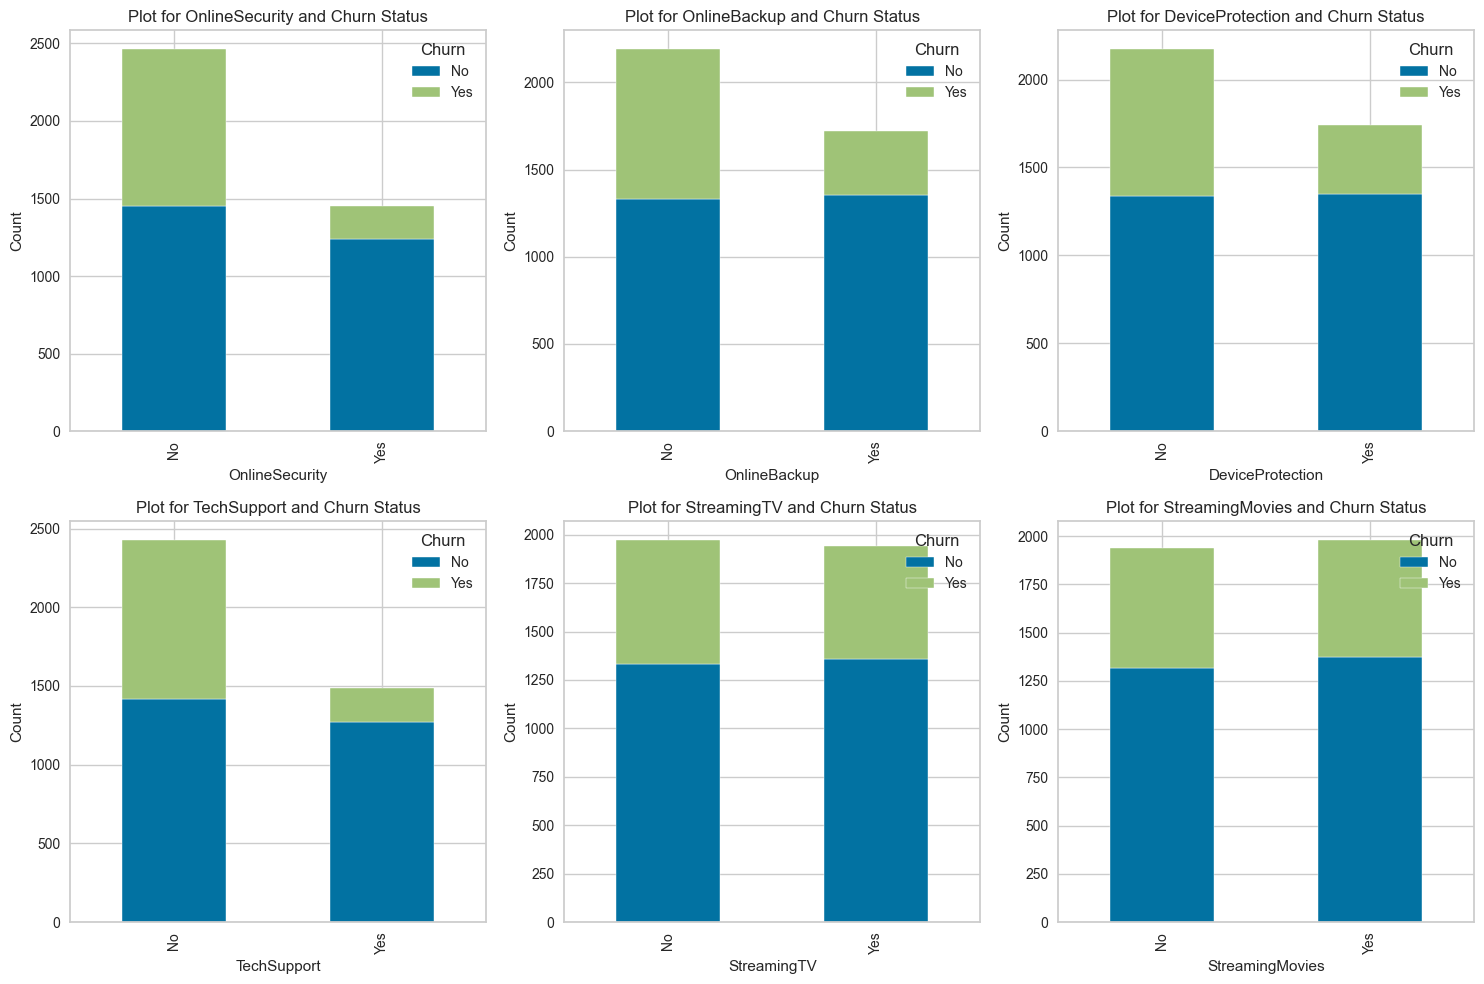 Plot for OnlineSecurity and Churn Status
Count
2500
2000
1500
1000
500
0
Churn
No
Yes
No
Yes
OnlineSecurity
Plot for OnlineBackup and Churn Status
Count
2000
1500
1000
500
0
Churn
No
Yes
No
Yes
OnlineBackup
Plot for DeviceProtection and Churn Status
Count
2000
1500
1000
500
0
Churn
No
Yes
No
Yes
DeviceProtection
Plot for TechSupport and Churn Status
Count
2500
2000
1500
1000
500
0
Churn
No
Yes
No
Yes
TechSupport
Plot for StreamingTV and Churn Status
Count
2000
1750
1500
1250
1000
750
500
250
0
Churn
No
Yes
No
Yes
StreamingTV
Plot for StreamingMovies and Churn Status
Count
2000
1750
1500
1250
1000
750
500
250
0
Churn
No
Yes
No
Yes
StreamingMovies